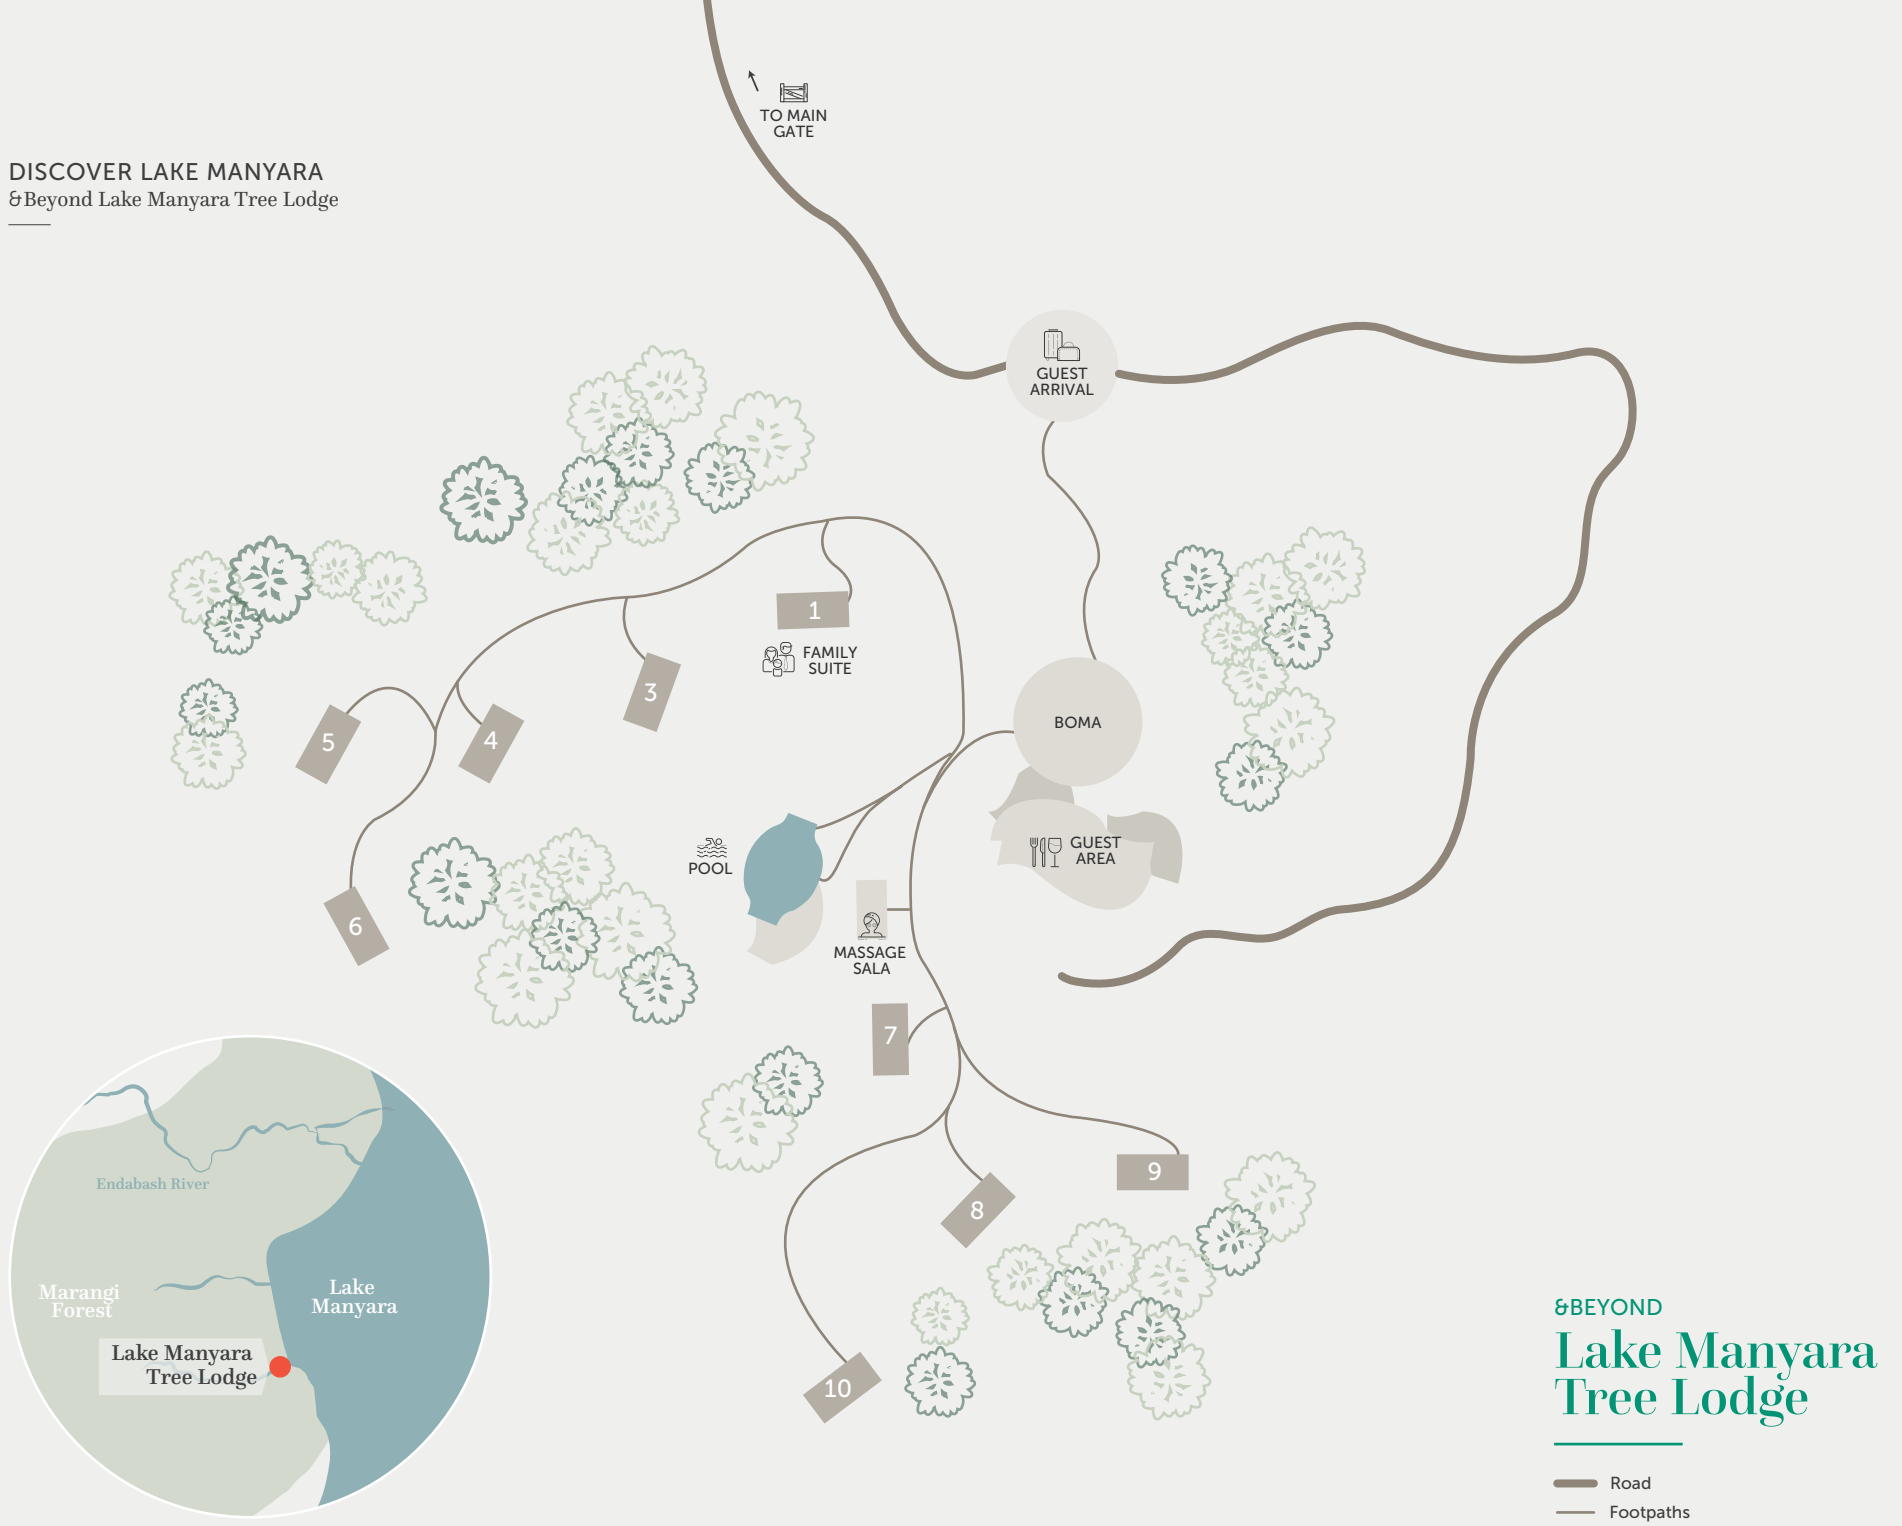 TO MAIN
GATE
DISCOVER LAKE MANYARA
&Beyond Lake Manyara Tree Lodge
GUEST
ARRIVAL
1
FAMILY
SUITE
3
4
5
6
BOMA
GUEST
AREA
POOL
MASSAGE
SALA
7
8
9
10
Endabash River
Marangi
Forest
Lake
Manyara
Lake Manyara
Tree Lodge
&BEYOND
Lake Manyara
Tree Lodge
Road
Footpaths